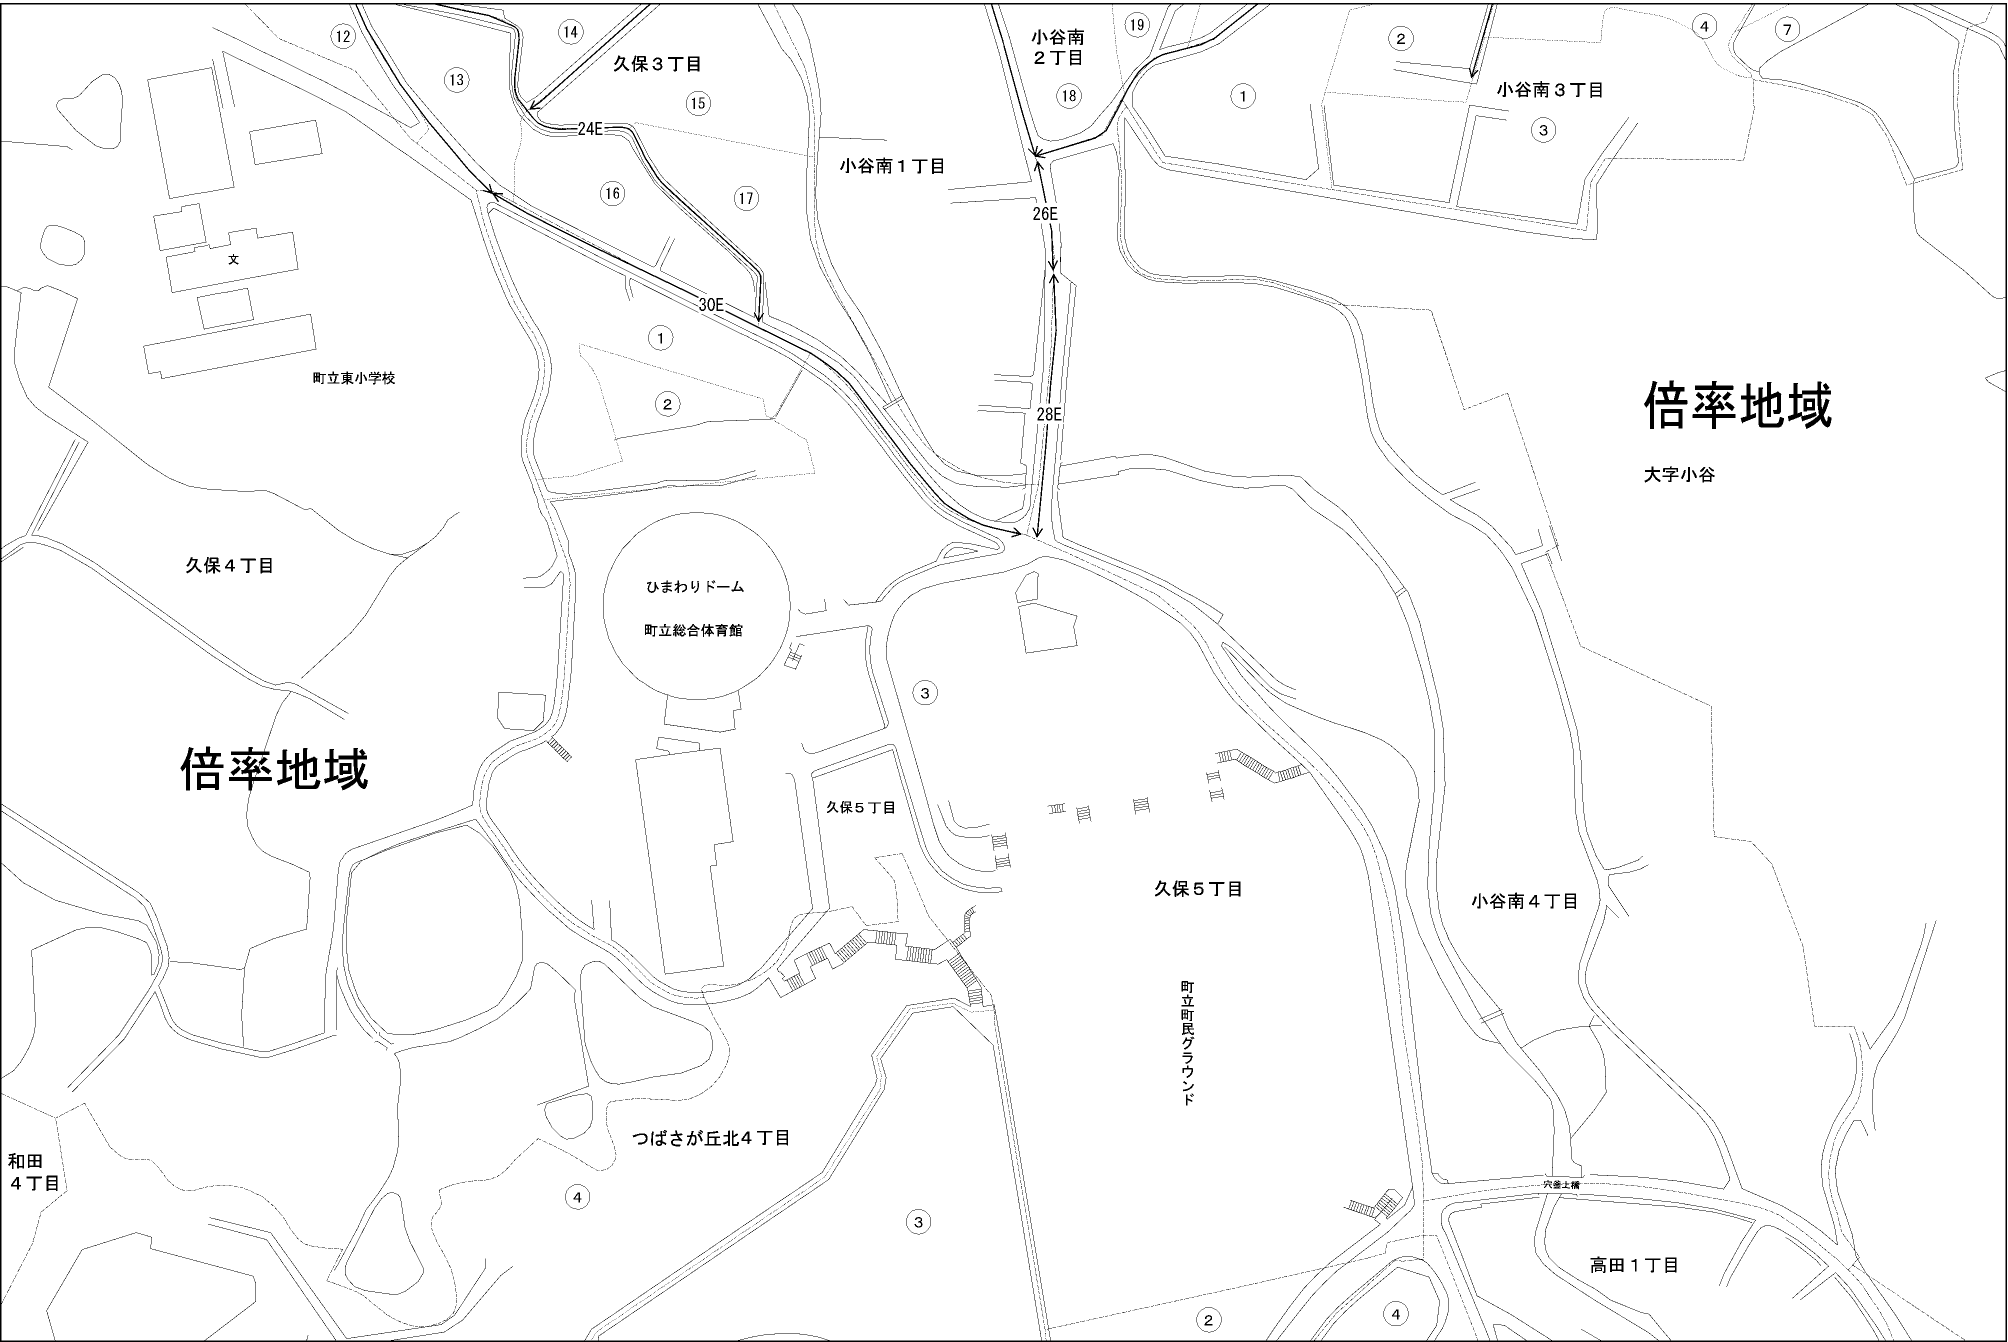 ⑫
⑭
久保３丁目
小谷南
２丁目
⑲
②
④
⑦
⑬
⑮
⑱
①
小谷南３丁目
③
24E
小谷南１丁目
⑯
⑰
26E
文
30E
①
町立東小学校
②
28E
倍率地域
大字小谷
久保４丁目
ひまわりドーム
町立総合体育館
③
倍率地域
久保５丁目
久保５丁目
小谷南４丁目
町立町民グラウンド
つばさが丘北４丁目
和田
４丁目
④
③
穴釜上橋
高田１丁目
②
④